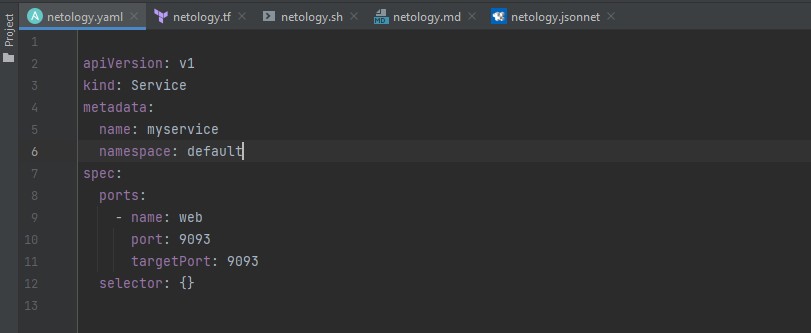 Project
netology.yaml netology.tf netology.sh netology.md netology.jsonnet
1
2 apiVersion: v1
3 kind: Service
4 metadata:
5   name: myservice
6   namespace: default
7 spec:
8   ports:
9     - name: web
10       port: 9093
11       targetPort: 9093
12   selector: {}
13